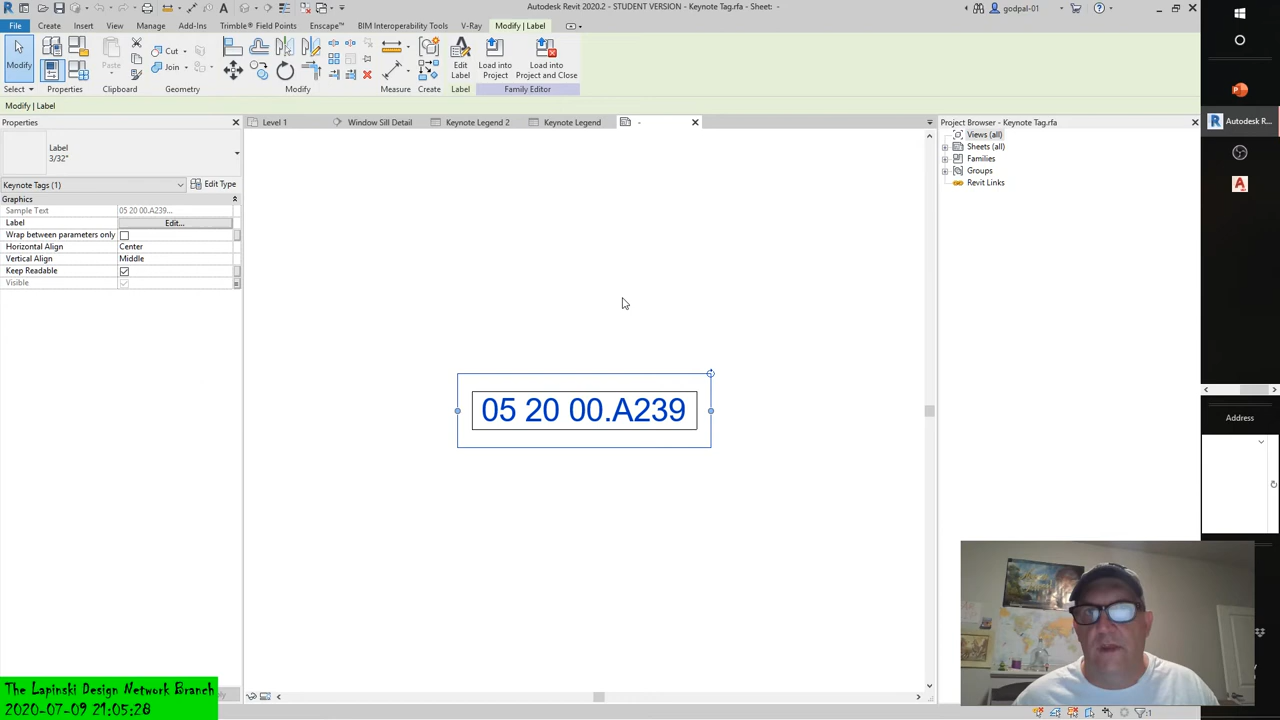 Autodesk Revit 2020.2 - STUDENT VERSION - Keynote Tag.rfa - Sheet: -
godpal-01
File Create Insert View Manage Add-Ins Trimble® Field Points Enscape™ BIM Interoperability Tools V-Ray Modify | Label
Modify
Paste
Cut
Join
Edit Label
Load into Project
Load into Project and Close
Select Properties Clipboard Geometry Modify Measure Create Label Family Editor
Modify | Label
Properties
Label
3/32"
Keynote Tags (1)
Edit Type
Graphics
Sample Text 05 20 00.A239...
Label Edit...
Wrap between parameters only
Horizontal Align Center
Vertical Align Middle
Keep Readable
Visible
Level 1
Window Sill Detail
Keynote Legend 2
Keynote Legend
-
05 20 00.A239
Project Browser - Keynote Tag.rfa
Views (all)
Sheets (all)
Families
Groups
Revit Links
Autodesk R...
Address
:1
The Lapinski Design Network Branch
2020-07-09 21:05:28